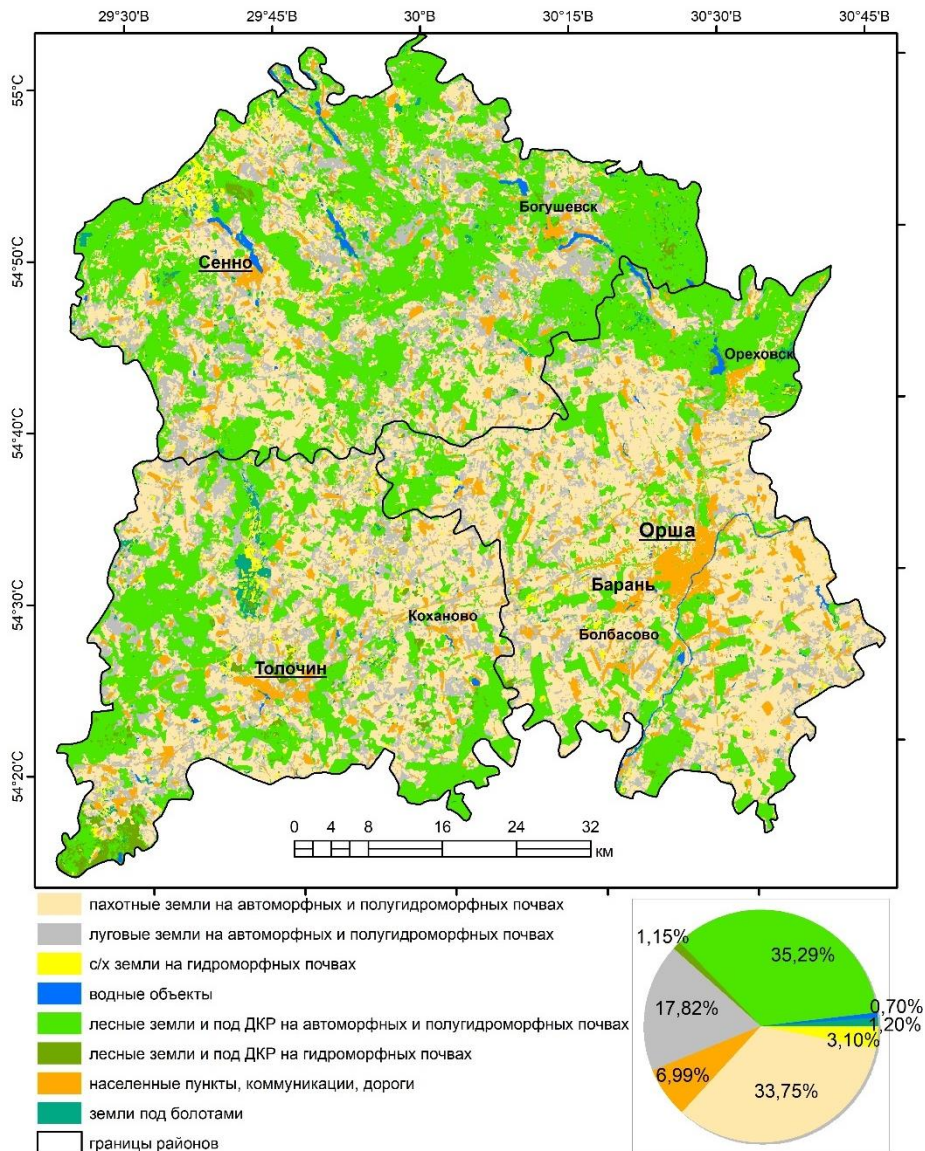 29°30'В 29°45'В 30°В 30°15'В 30°30'В 30°45'В
55°С
54°50'С
54°40'С
54°30'С
54°20'С
Богушевск
Сенно
Ореховск
Орша
Барань
Коханово
Болбасово
Толочин
0 4 8 16 24 32
км
пахотные земли на автоморфных и полугидроморфных почвах
луговые земли на автоморфных и полугидроморфных почвах
с/х земли на гидроморфных почвах
водные объекты
лесные земли и под ДКР на автоморфных и полугидроморфных почвах
лесные земли и под ДКР на гидроморфных почвах
населенные пункты, коммуникации, дороги
земли под болотами
границы районов
1,15%
35,29%
17,82%
0,70%
1,20%
3,10%
6,99%
33,75%